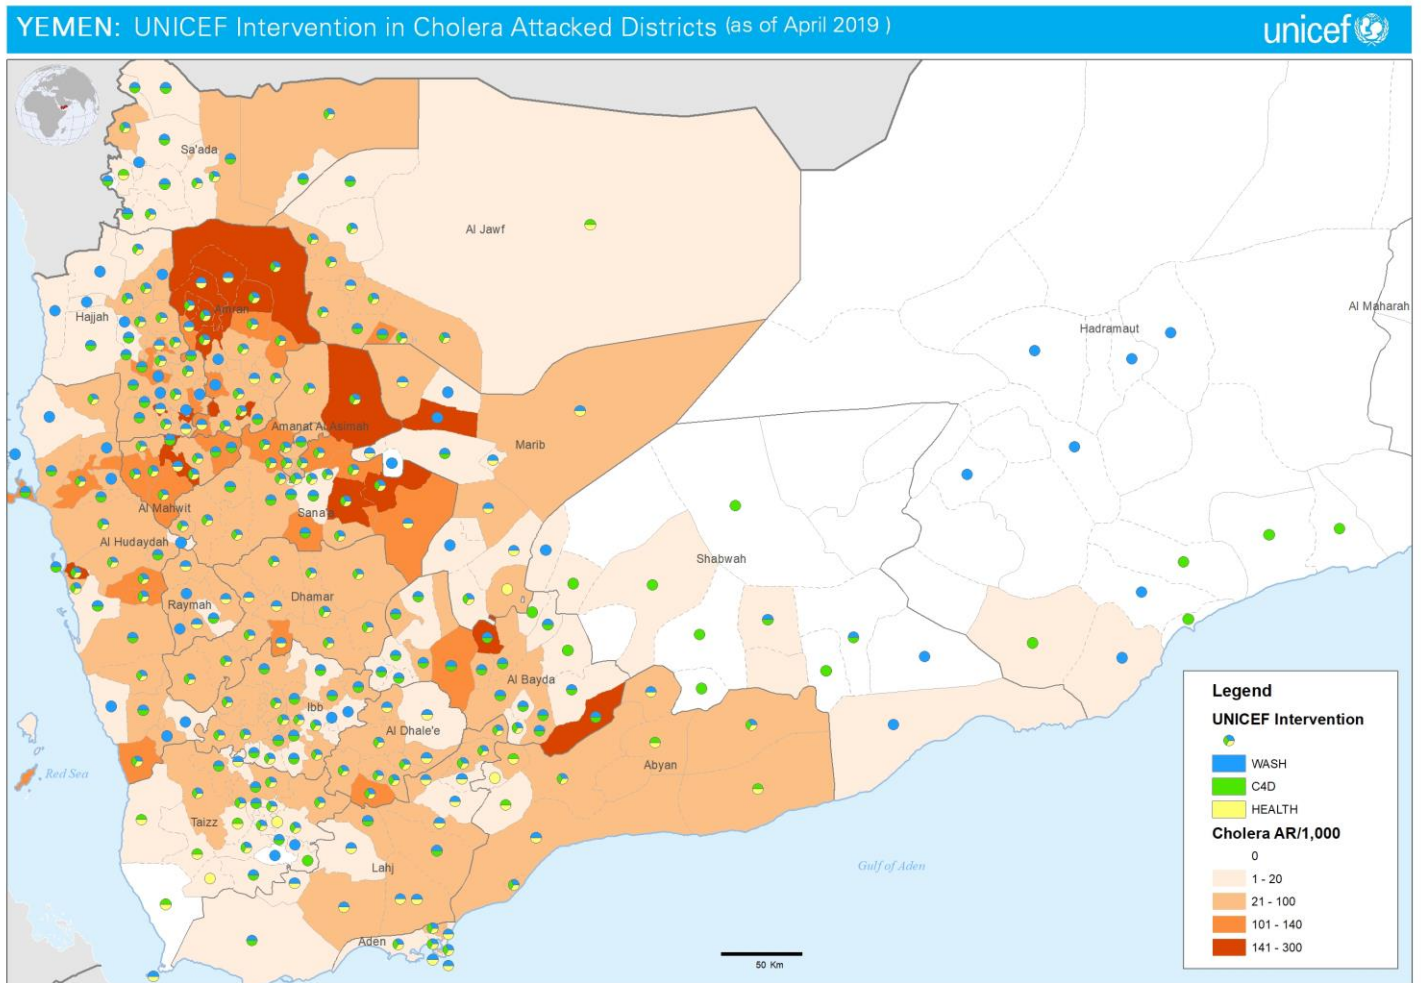 YEMEN: UNICEF Intervention in Cholera Attacked Districts (as of April 2019 )
unicef
Sa'ada
Al Jawf
Hajjah
Amran
Hadramaut
Al Maharah
Amanat Al Asimah
Marib
Al Mahwit
Sana'a
Al Hudaydah
Shabwah
Raymah
Dhamar
Al Bayda
Ibb
Al Dhale'e
Abyan
Red Sea
Taizz
Lahj
Gulf of Aden
Aden
50 Km
Legend
UNICEF Intervention
WASH
C4D
HEALTH
Cholera AR/1,000
0
1 - 20
21 - 100
101 - 140
141 - 300